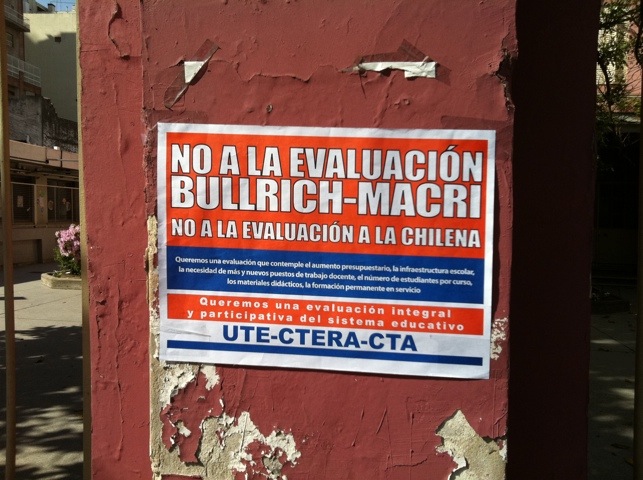 NO A LA EVALUACIÓN
BULLRICH-MACRI
NO A LA EVALUACIÓN A LA CHILENA
Queremos una evaluación que contemple el aumento presupuestario, la infraestructura escolar,
la necesidad de más y nuevos puestos de trabajo docente, el número de estudiantes por curso,
los materiales didácticos, la formación permanente en servicio
Queremos una evaluación integral
y participativa del sistema educativo
UTE-CTERA-CTA